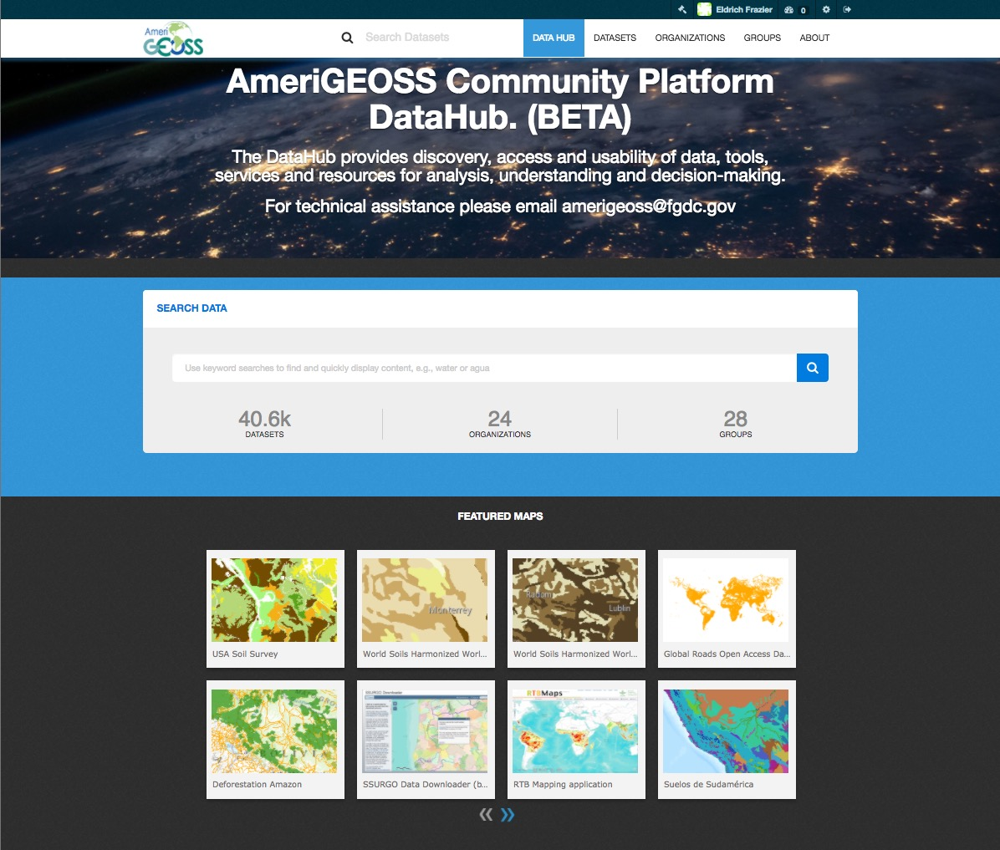 Eldrich Frazier
0
Ameri
GEOSS
Search Datasets
DATA HUB
DATASETS
ORGANIZATIONS
GROUPS
ABOUT
AmeriGEOSS Community Platform
DataHub. (BETA)
The DataHub provides discovery, access and usability of data, tools,
services and resources for analysis, understanding and decision-making.
For technical assistance please email amerigeoss@fgdc.gov
SEARCH DATA
Use keyword searches to find and quickly display content, e.g., water or agua
40.6k
DATASETS
24
ORGANIZATIONS
28
GROUPS
FEATURED MAPS
Monterrey
Radom
Lublin
USA Soil Survey
World Soils Harmonized Worl...
World Soils Harmonized Worl...
Global Roads Open Access Da...
BOLIVIA
SSURGO Downloader
RTBMaps
Deforestation Amazon
SSURGO Data Downloader (b...
RTB Mapping application
Suelos de Sudamérica